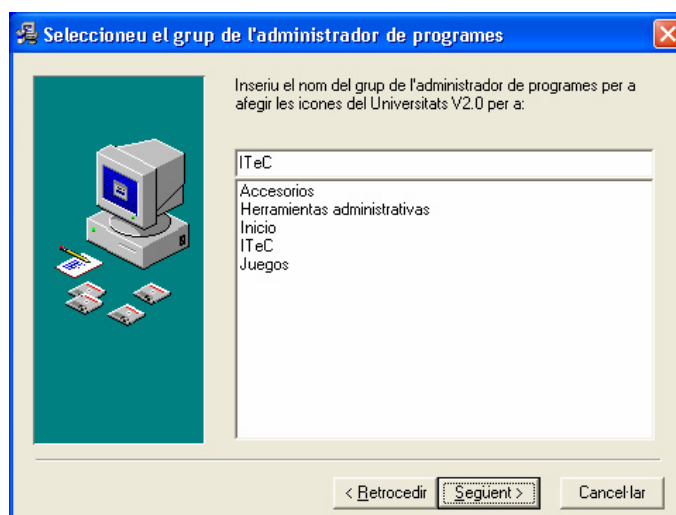 Seleccioneu el grup de l'administrador de programes
Inseriu el nom del grup de l'administrador de programes per a
afegir les icones del Universitats V2.0 per a:
ITeC
Accesorios
Herramientas administrativas
Inicio
ITeC
Juegos
< Retrocedir
Següent >
Cancel·lar